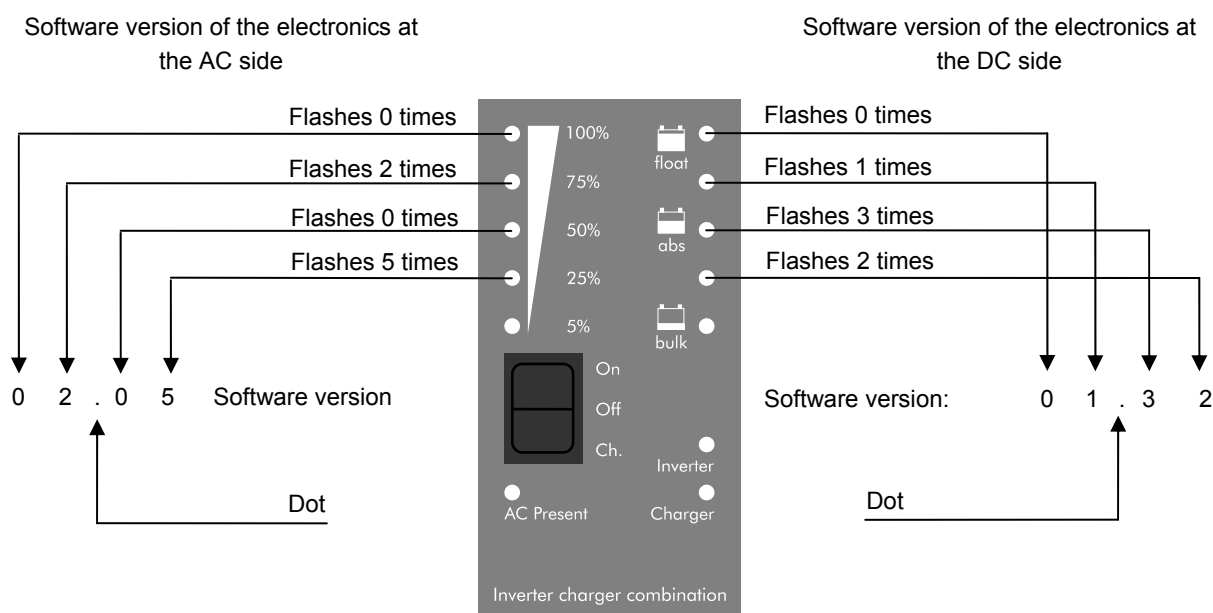 Software version of the electronics at
the AC side
Software version of the electronics at
the DC side
Flashes 0 times
Flashes 2 times
Flashes 0 times
Flashes 5 times
0 2 . 0 5 Software version
Dot
100%
75%
50%
25%
5%
float
abs
bulk
On
Off
Ch.
Inverter
AC Present
Charger
Inverter charger combination
Flashes 0 times
Flashes 1 times
Flashes 3 times
Flashes 2 times
Software version: 0 1 . 3 2
Dot